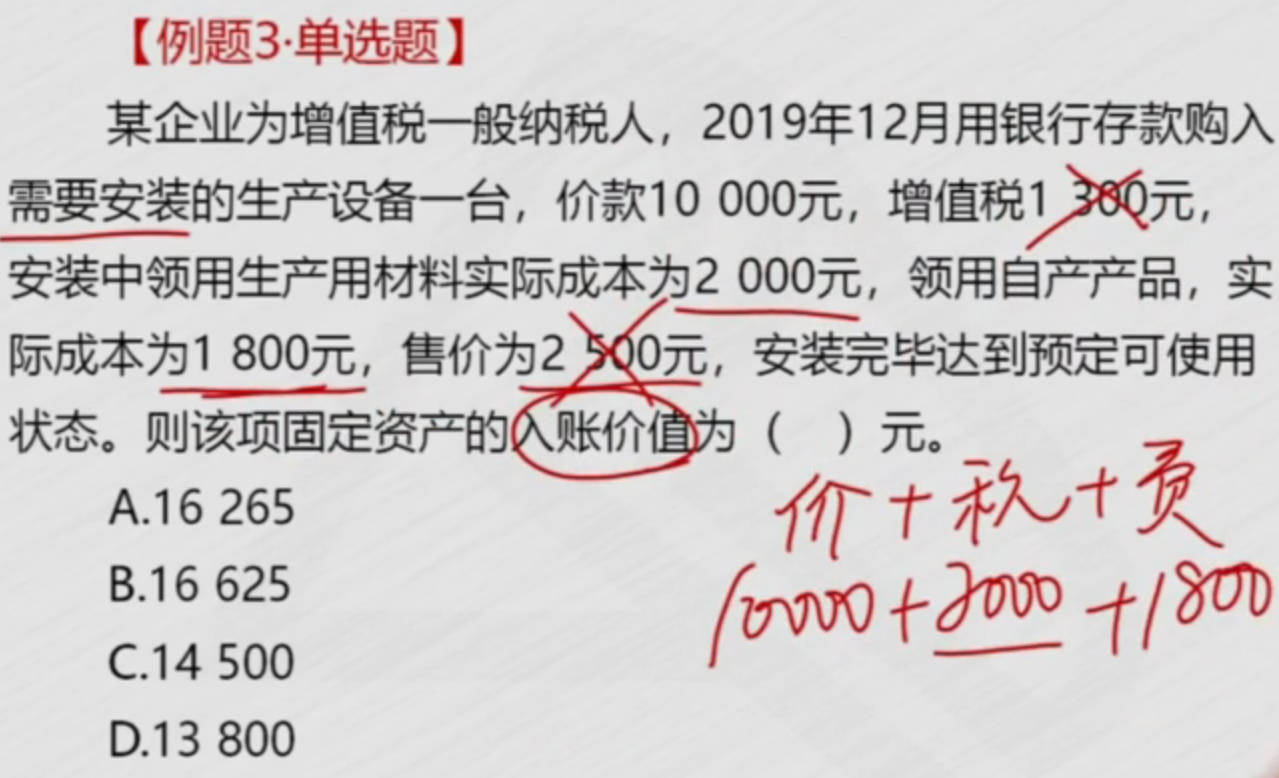 【例题3·单选题】
某企业为增值税一般纳税人，2019年12月用银行存款购入
需要安装的生产设备一台，价款10 000元，增值税1 300元，
安装中领用生产用材料实际成本为2 000元，领用自产产品，实
际成本为1 800元，售价为2 500元，安装完毕达到预定可使用
状态。则该项固定资产的入账价值为（ ）元。
A.16 265
价+税+费
B.16 625
10000+2000+1800
C.14 500
D.13 800